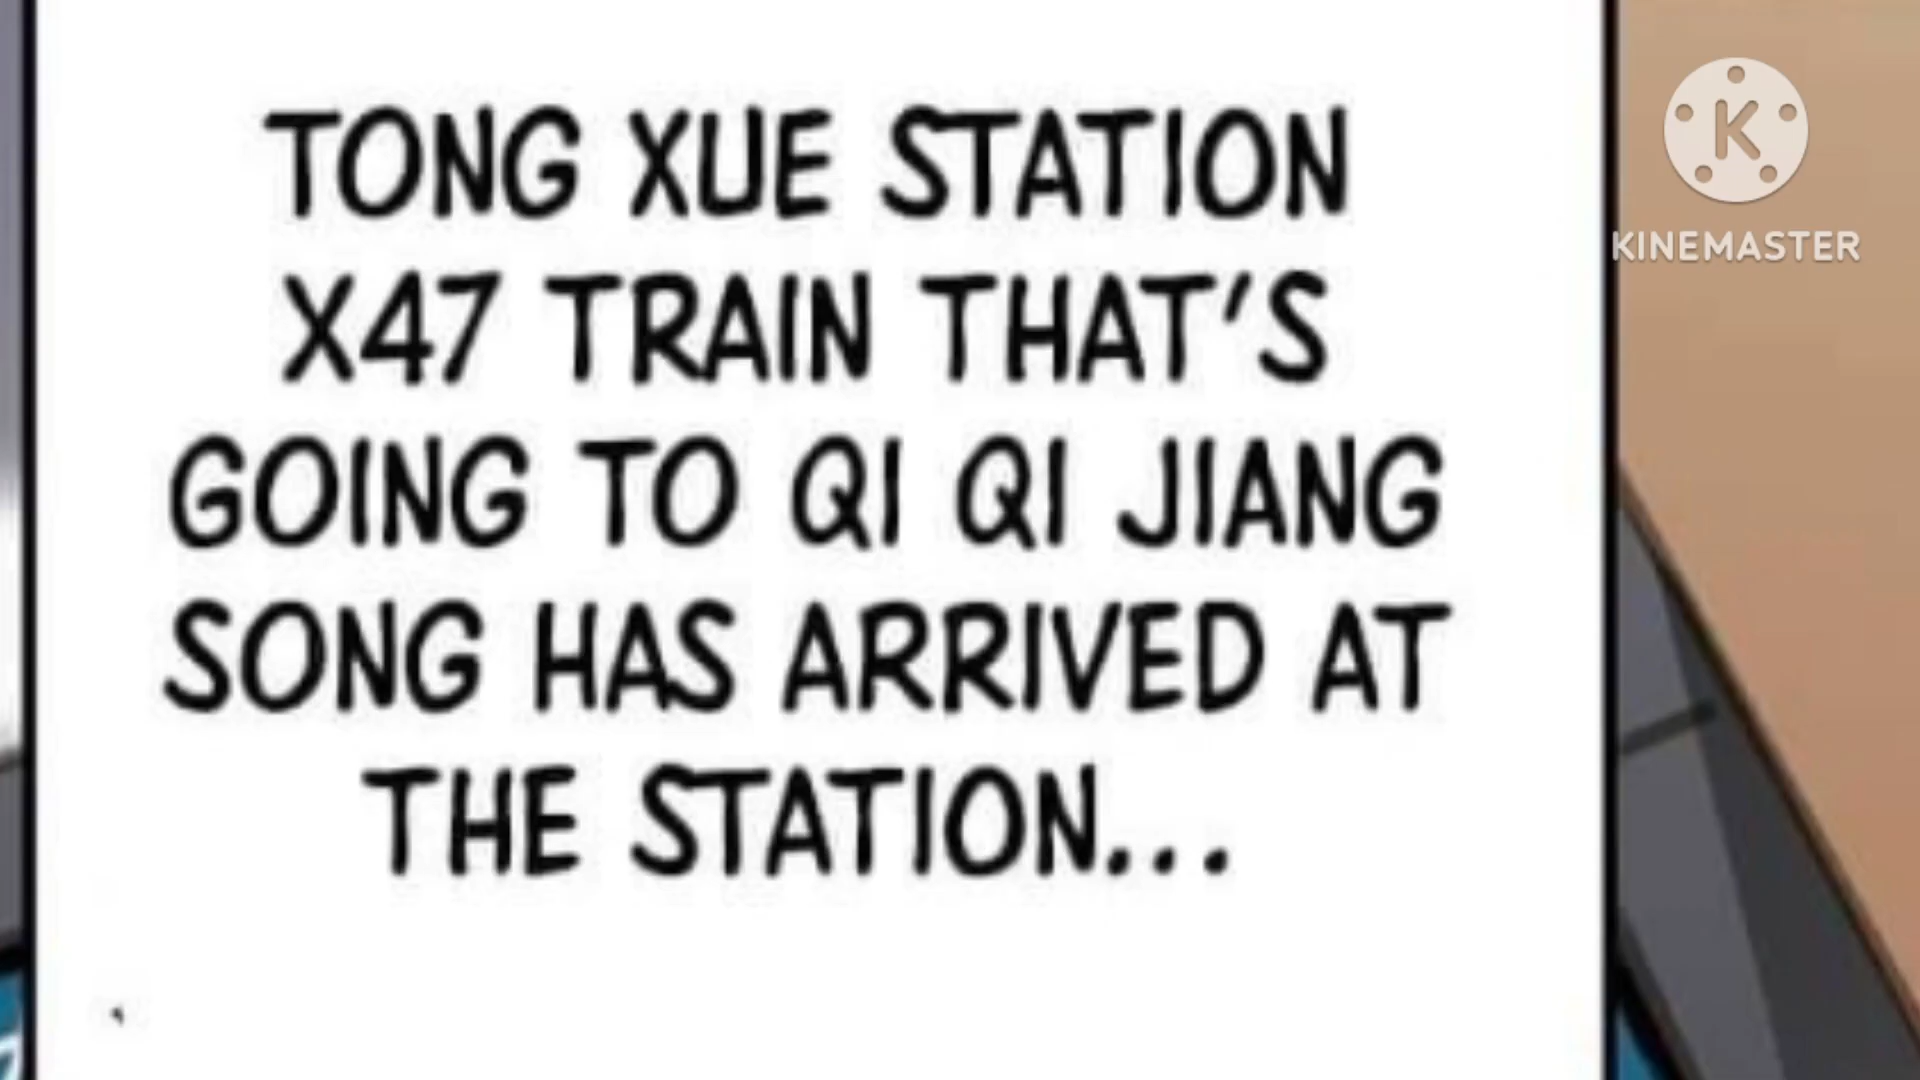 TONG XUE STATION
X47 TRAIN THAT'S
GOING TO QI QI JIANG
SONG HAS ARRIVED AT
THE STATION...
K
KINEMASTER